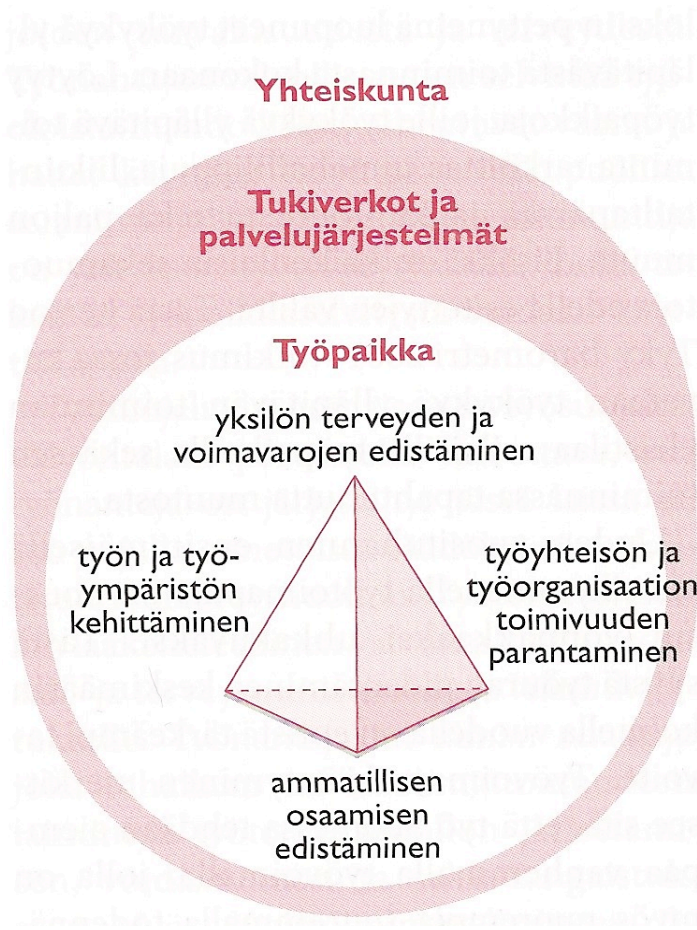 Yhteiskunta
Tukiverkot ja
palvelujärjestelmät
Työpaikka
yksilön terveyden ja
voimavarojen edistäminen
työn ja työ-
ympäristön
kehittäminen
työyhteisön ja
työorganisaation
toimivuuden
parantaminen
ammatillisen
osaamisen
edistäminen